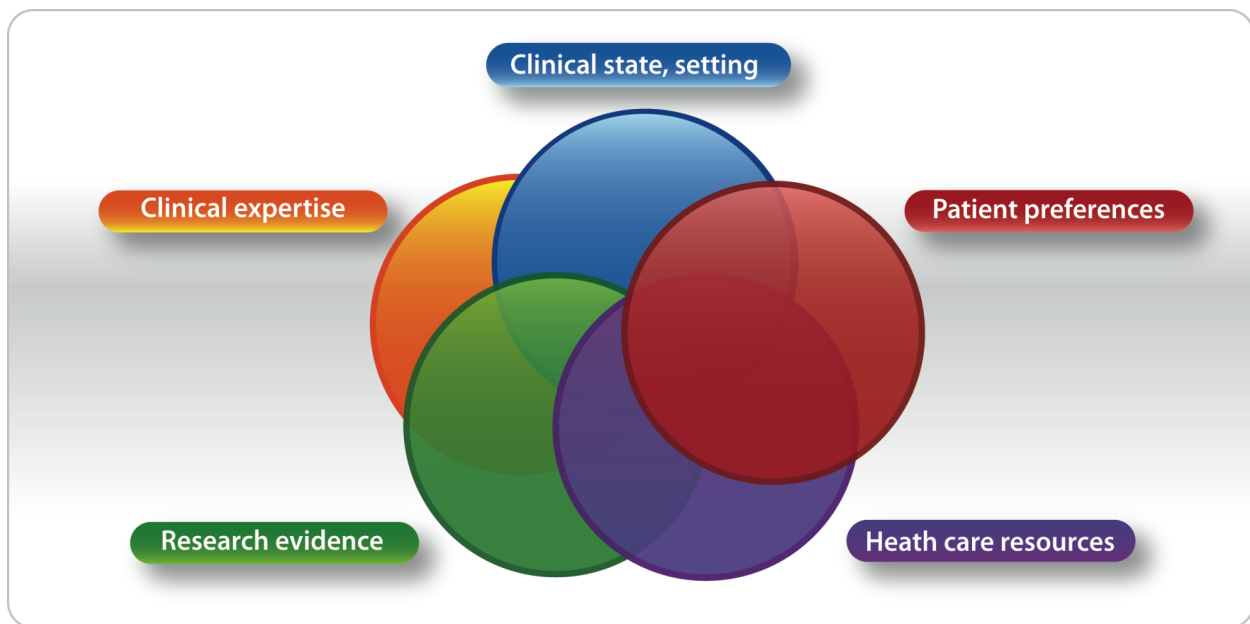 Clinical state, setting
Clinical expertise
Patient preferences
Research evidence
Heath care resources